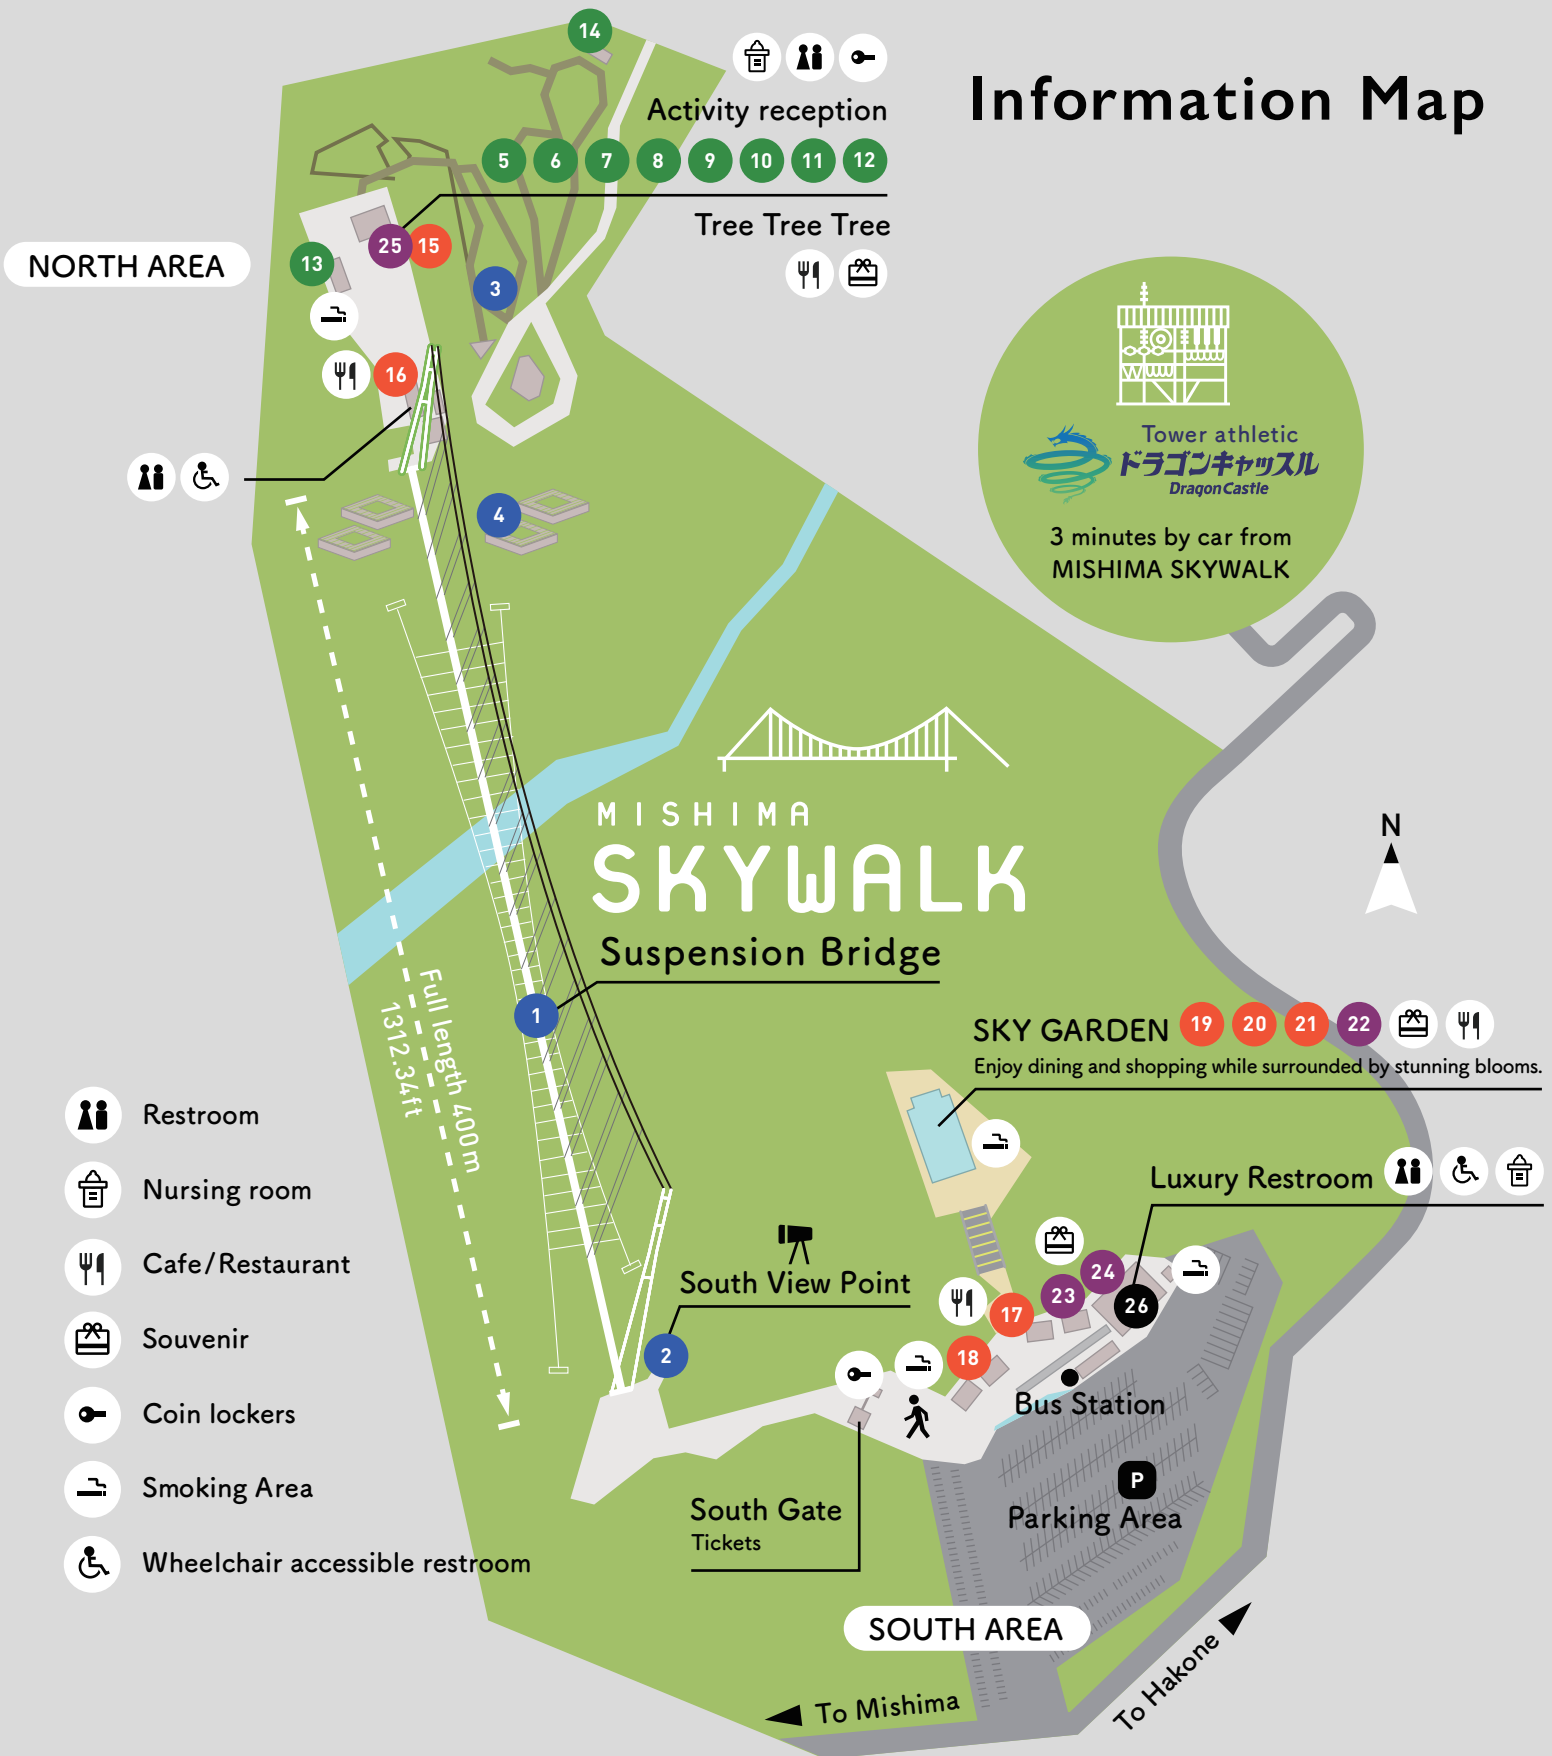 Information Map
14
Activity reception
5 6 7 8 9 10 11 12
Tree Tree Tree
NORTH AREA
13
25
15
3
16
4
Tower athletic
ドラゴンキャッスル
Dragon Castle
3 minutes by car from
MISHIMA SKYWALK
MISHIMA
SKYWALK
Suspension Bridge
1
N
Full length 400m
1312.34ft
SKY GARDEN 19 20 21 22
Enjoy dining and shopping while surrounded by stunning blooms.
Luxury Restroom
South View Point
2
17
18
23
24
26
Bus Station
P
Parking Area
South Gate
Tickets
SOUTH AREA
To Mishima
To Hakone
Restroom
Nursing room
Cafe/Restaurant
Souvenir
Coin lockers
Smoking Area
Wheelchair accessible restroom